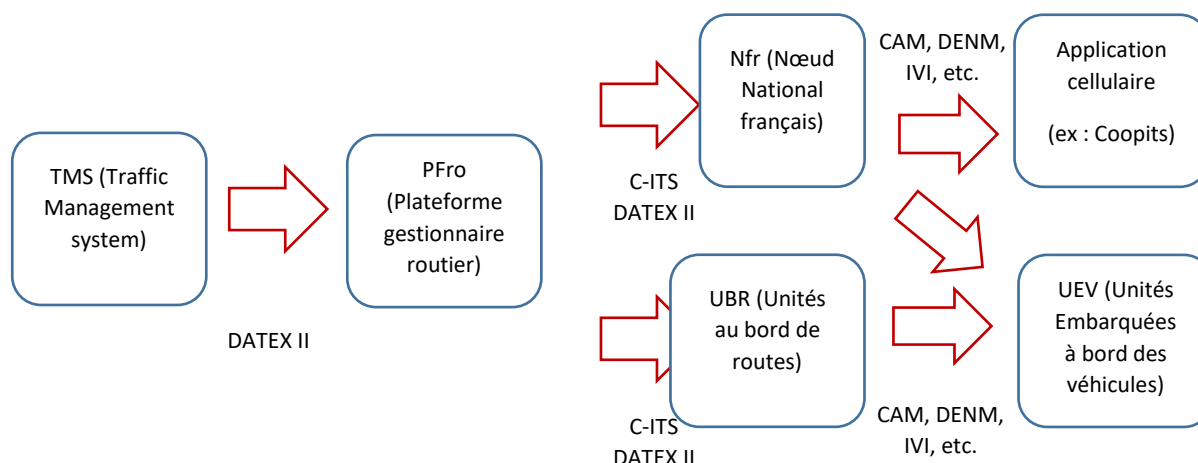 TMS (Traffic
Management
system)
DATEX II
PFro
(Plateforme
gestionnaire
routier)
C-ITS
DATEX II
Nfr (Nœud
National
français)
CAM, DENM,
IVI, etc.
Application
cellulaire
(ex : Coopits)
C-ITS
DATEX II
UBR (Unités
au bord de
routes)
CAM, DENM,
IVI, etc.
UEV (Unités
Embarquées
à bord des
véhicules)